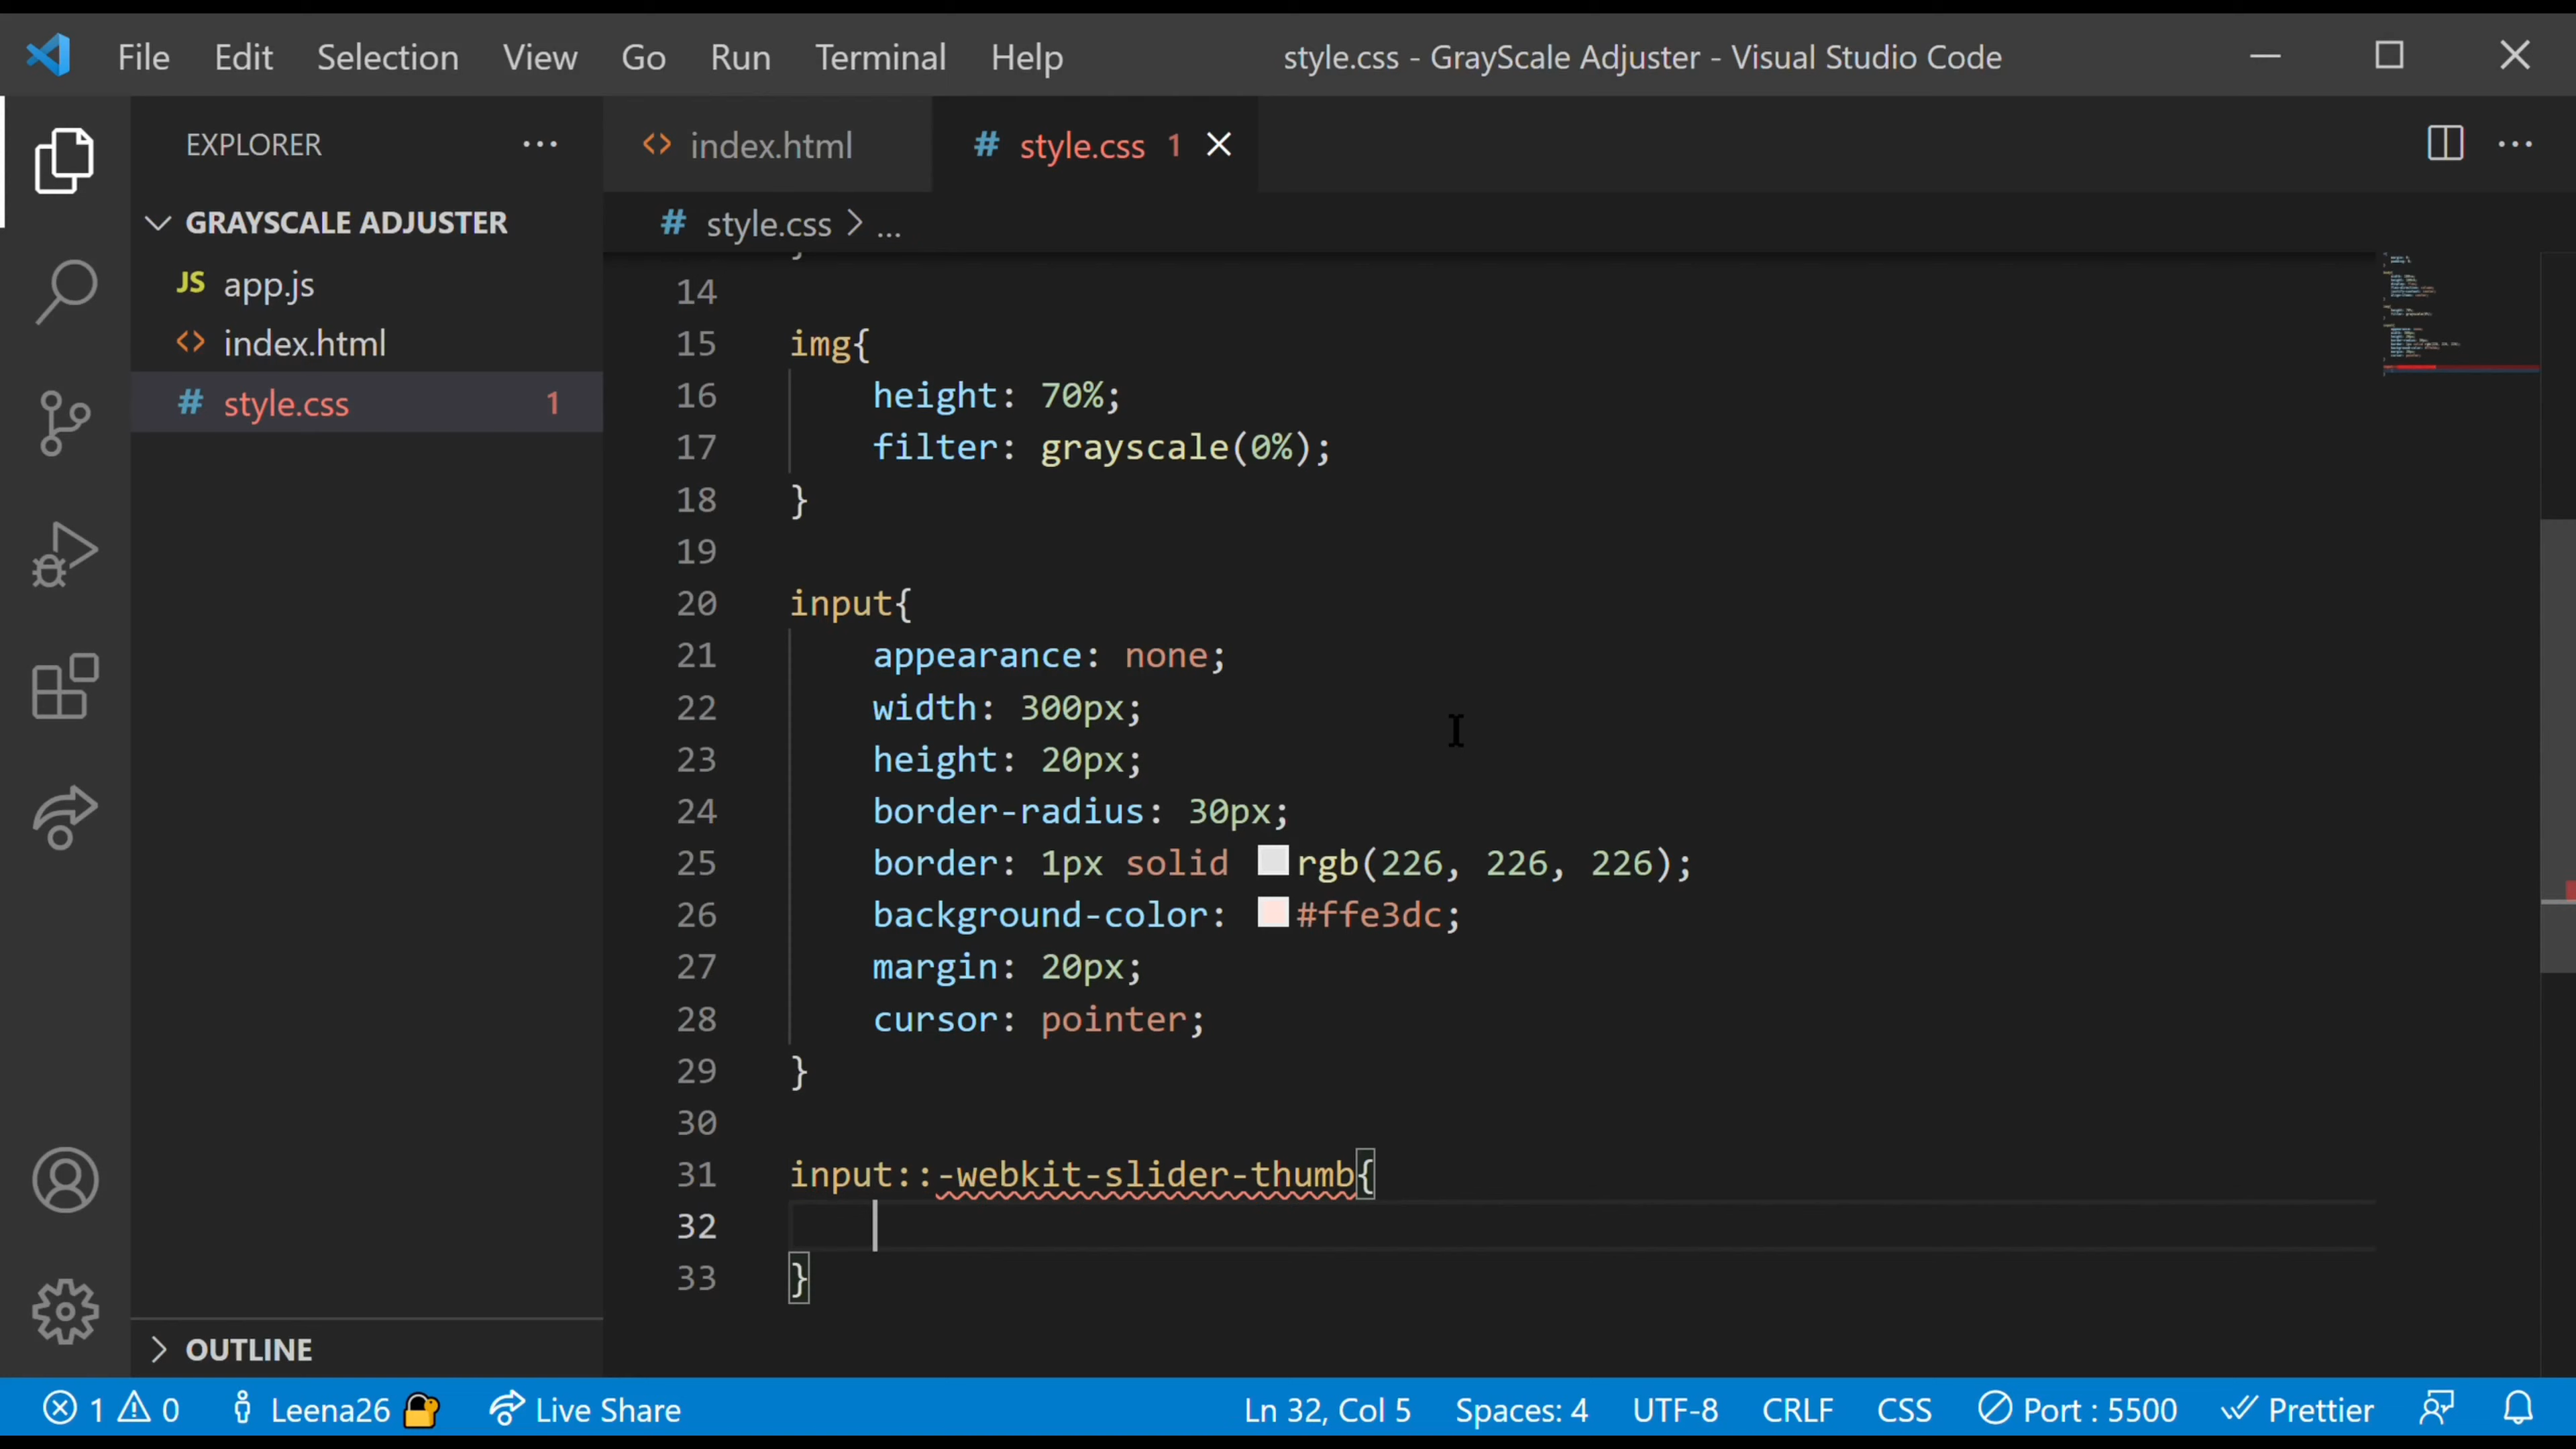 File Edit Selection View Go Run Terminal Help style.css - GrayScale Adjuster - Visual Studio Code
EXPLORER
GRAYSCALE ADJUSTER
JS app.js
<> index.html
# style.css 1
OUTLINE
<> index.html # style.css 1
# style.css > ...
14
15 img{
16 height: 70%;
17 filter: grayscale(0%);
18 }
19
20 input{
21 appearance: none;
22 width: 300px;
23 height: 20px;
24 border-radius: 30px;
25 border: 1px solid rgb(226, 226, 226);
26 background-color: #ffe3dc;
27 margin: 20px;
28 cursor: pointer;
29 }
30
31 input::-webkit-slider-thumb{
32
33 }
1 0 Leena26 Live Share Ln 32, Col 5 Spaces: 4 UTF-8 CRLF CSS Port : 5500 Prettier